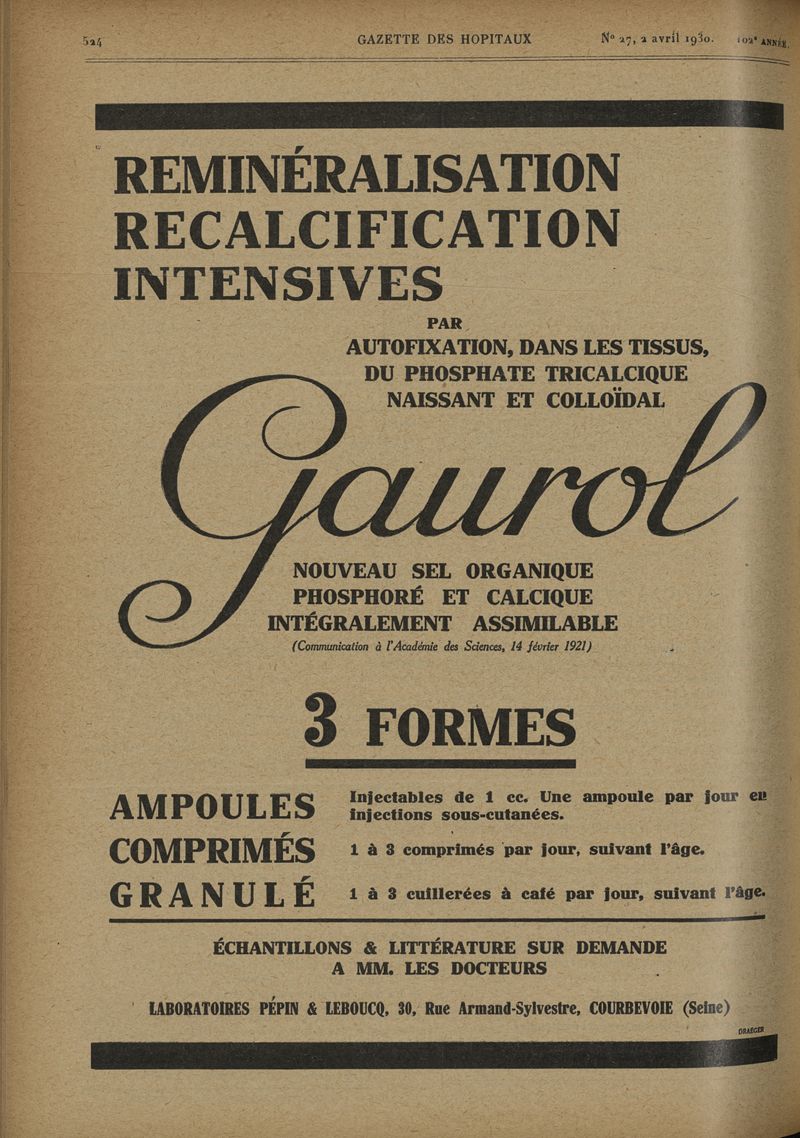 524
GAZETTE DES HOPITAUX
Nº 27, 2 avril 1930.
102e ANNÉE.
REMINÉRALISATION
RECALCIFICATION
INTENSIVES
PAR
AUTOFIXATION, DANS LES TISSUS,
DU PHOSPHATE TRICALCIQUE
NAISSANT ET COLLOÏDAL
Gaurol
NOUVEAU SEL ORGANIQUE
PHOSPHORÉ ET CALCIQUE
INTÉGRALEMENT ASSIMILABLE
(Communication à l'Académie des Sciences, 14 février 1921)
3 FORMES
AMPOULES
Injectables de 1 cc. Une ampoule par jour en
injections sous-cutanées.
COMPRIMÉS
1 à 3 comprimés par jour, suivant l'âge.
GRANULÉ
1 à 3 cuillerées à café par jour, suivant l'âge.
ÉCHANTILLONS & LITTÉRATURE SUR DEMANDE
A MM. LES DOCTEURS
LABORATOIRES PÉPIN & LEBOUCQ, 30, Rue Armand-Sylvestre, COURBEVOIE (Seine)
DRAEGER